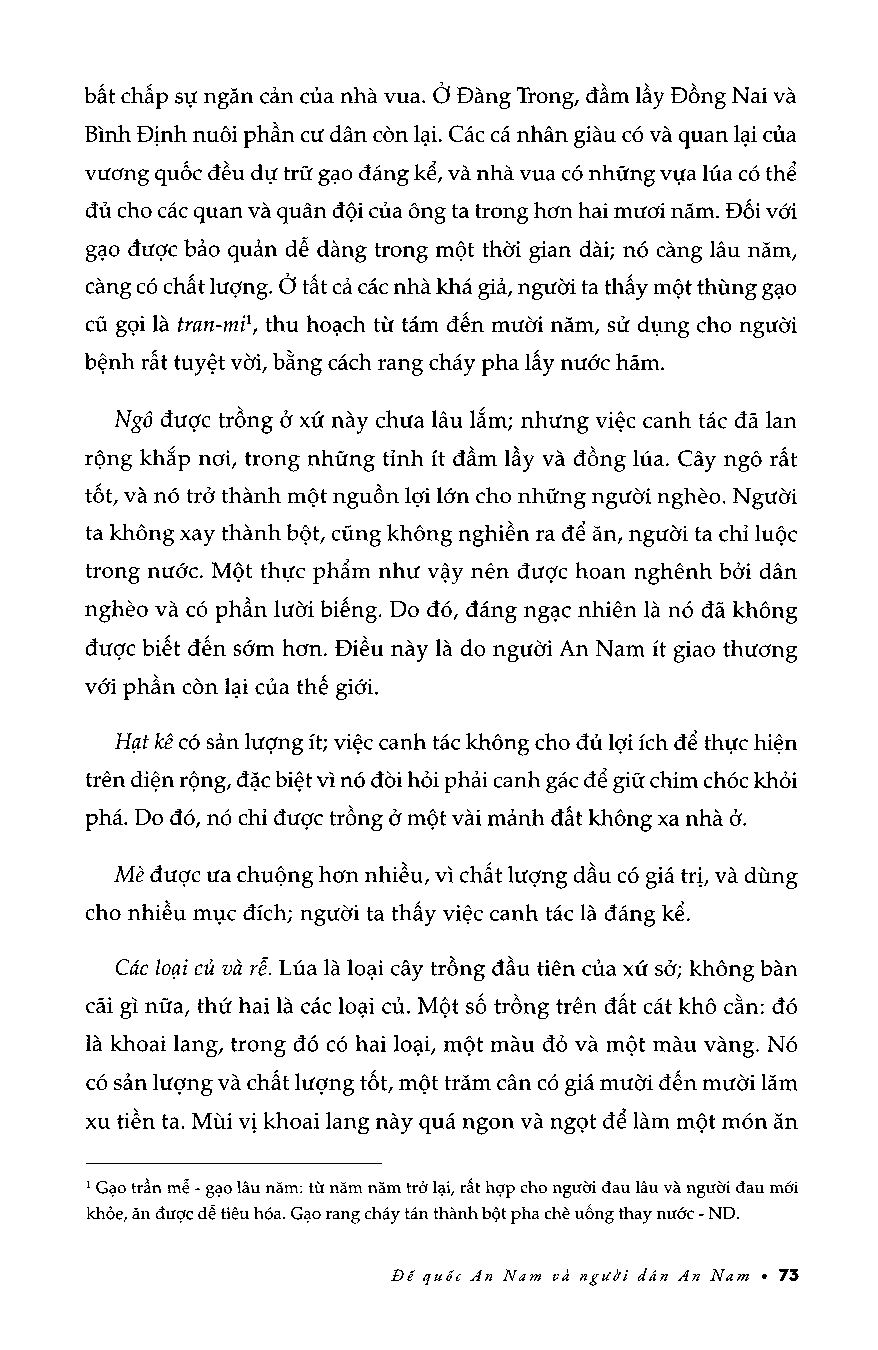 bất chấp sự ngăn cản của nhà vua. Ở Đàng Trong, đầm lầy Đồng Nai và
Bình Định nuôi phần cư dân còn lại. Các cá nhân giàu có và quan lại của
vương quốc đều dự trữ gạo đáng kể, và nhà vua có những vựa lúa có thể
đủ cho các quan và quân đội của ông ta trong hơn hai mươi năm. Đối với
gạo được bảo quản dễ dàng trong một thời gian dài; nó càng lâu năm,
càng có chất lượng. Ở tất cả các nhà khá giả, người ta thấy một thùng gạo
cũ gọi là tran-mi¹, thu hoạch từ tám đến mười năm, sử dụng cho người
bệnh rất tuyệt vời, bằng cách rang cháy pha lấy nước hãm.
Ngô được trồng ở xứ này chưa lâu lắm; nhưng việc canh tác đã lan
rộng khắp nơi, trong những tỉnh ít đầm lầy và đồng lúa. Cây ngô rất
tốt, và nó trở thành một nguồn lợi lớn cho những người nghèo. Người
ta không xay thành bột, cũng không nghiền ra để ăn, người ta chỉ luộc
trong nước. Một thực phẩm như vậy nên được hoan nghênh bởi dân
nghèo và có phần lười biếng. Do đó, đáng ngạc nhiên là nó đã không
được biết đến sớm hơn. Điều này là do người An Nam ít giao thương
với phần còn lại của thế giới.
Hạt kê có sản lượng ít; việc canh tác không cho đủ lợi ích để thực hiện
trên diện rộng, đặc biệt vì nó đòi hỏi phải canh gác để giữ chim chóc khỏi
phá. Do đó, nó chỉ được trồng ở một vài mảnh đất không xa nhà ở.
Mè được ưa chuộng hơn nhiều, vì chất lượng dầu có giá trị, và dùng
cho nhiều mục đích; người ta thấy việc canh tác là đáng kể.
Các loại củ và rễ. Lúa là loại cây trồng đầu tiên của xứ sở; không bàn
cãi gì nữa, thứ hai là các loại củ. Một số trồng trên đất cát khô cằn: đó
là khoai lang, trong đó có hai loại, một màu đỏ và một màu vàng. Nó
có sản lượng và chất lượng tốt, một trăm cân có giá mười đến mười lăm
xu tiền ta. Mùi vị khoai lang này quá ngon và ngọt để làm một món ăn
¹ Gạo trần mễ - gạo lâu năm: từ năm năm trở lại, rất hợp cho người đau lâu và người đau mới
khỏe, ăn được dễ tiêu hóa. Gạo rang cháy tán thành bột pha chè uống thay nước - ND.
Đế quốc An Nam và người dân An Nam • 73